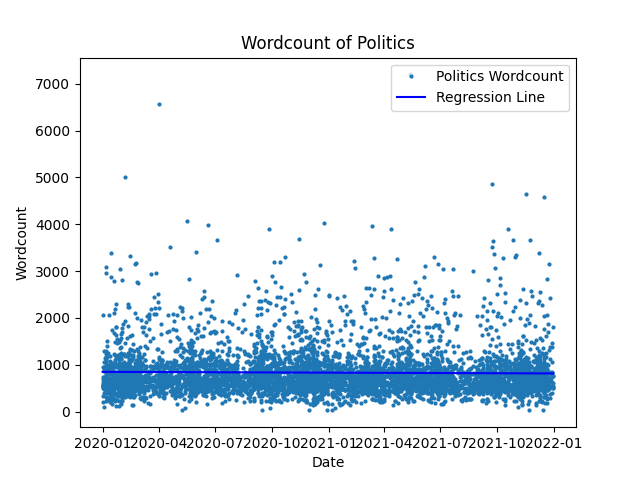 Wordcount of Politics
Politics Wordcount
Regression Line
7000
6000
5000
4000
3000
2000
1000
0
Wordcount
2020-01 2020-04 2020-07 2020-10 2021-01 2021-04 2021-07 2021-10 2022-01
Date